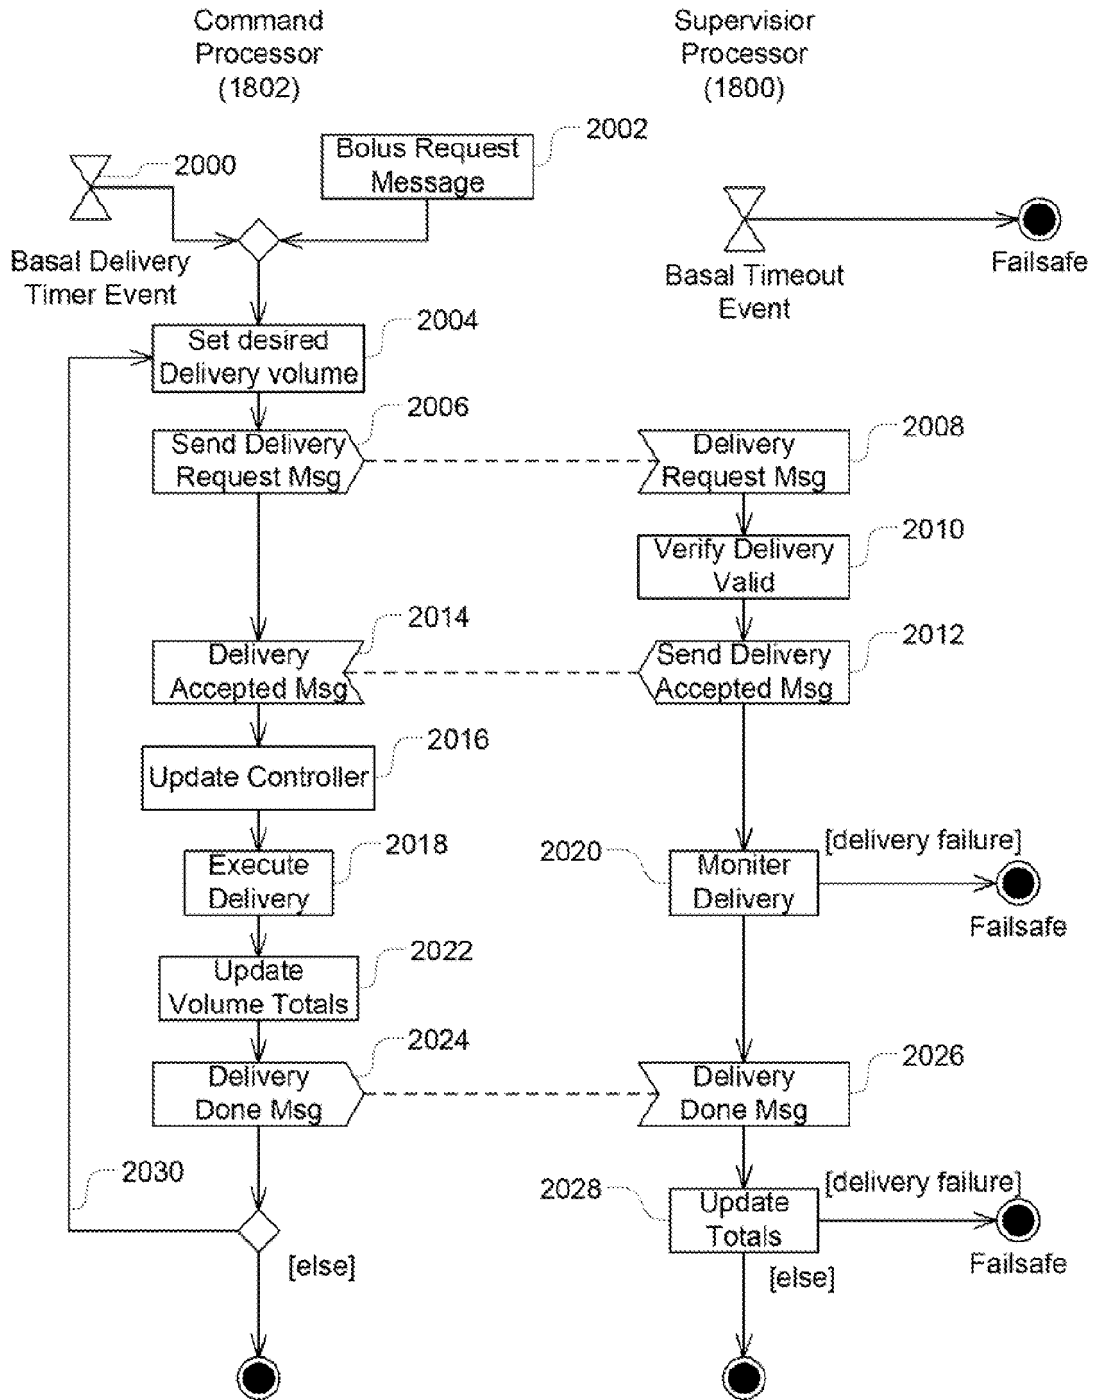 Command
Processor
(1802)
Supervisior
Processor
(1800)
2000
Bolus Request
Message
2002
Basal Delivery
Timer Event
Basal Timeout
Event
Failsafe
Set desired
Delivery volume
2004
Send Delivery
Request Msg
2006
Delivery
Request Msg
2008
Verify Delivery
Valid
2010
Delivery
Accepted Msg
2014
Send Delivery
Accepted Msg
2012
Update Controller
2016
Execute
Delivery
2018
2020
Moniter
Delivery
[delivery failure]
Failsafe
Update
Volume Totals
2022
Delivery
Done Msg
2024
Delivery
Done Msg
2026
2030
2028
Update
Totals
[delivery failure]
Failsafe
[else]
[else]